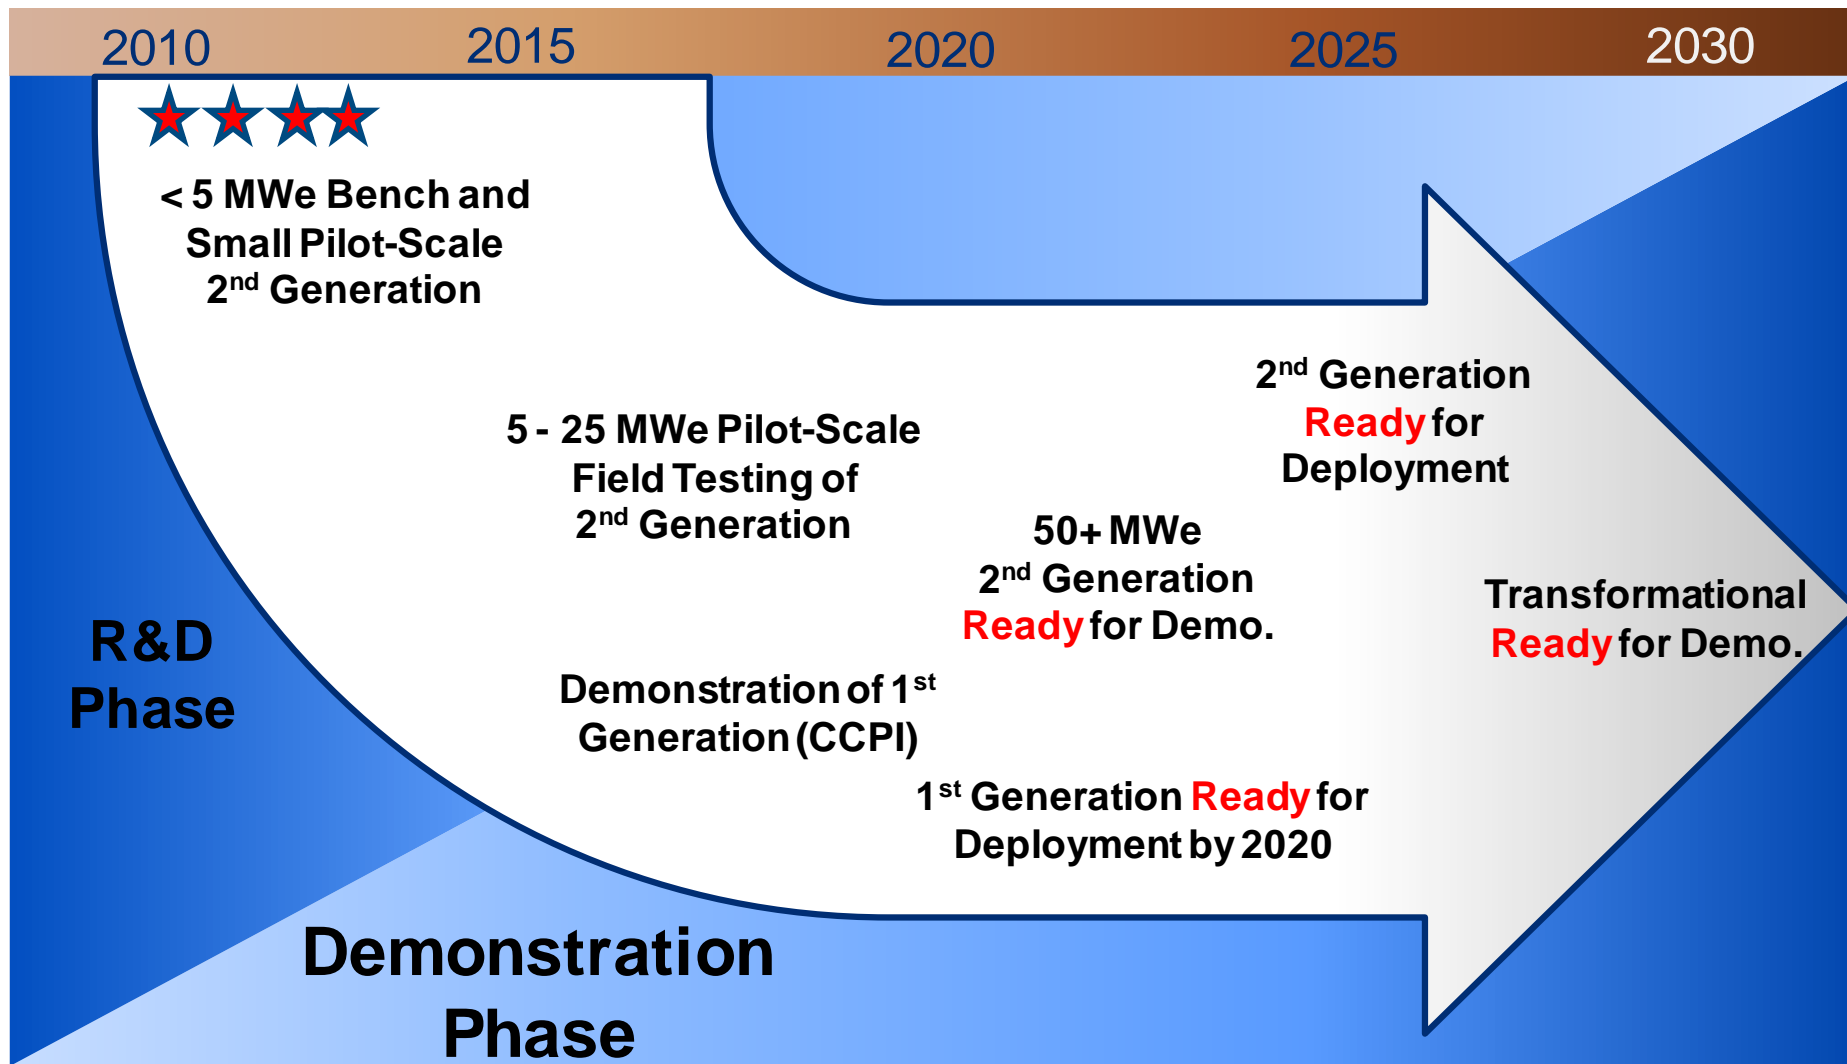 2010 2015 2020 2025 2030
< 5 MWe Bench and
Small Pilot-Scale
2nd Generation
5 - 25 MWe Pilot-Scale
Field Testing of
2nd Generation
2nd Generation
Ready for
Deployment
50+ MWe
2nd Generation
Ready for Demo.
Transformational
Ready for Demo.
R&D
Phase
Demonstration of 1st
Generation (CCPI)
1st Generation Ready for
Deployment by 2020
Demonstration
Phase